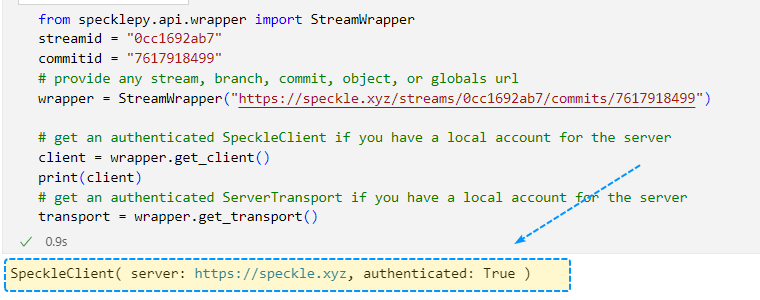 from specklepy.api.wrapper import StreamWrapper
streamid = "0cc1692ab7"
commitid = "7617918499"
# provide any stream, branch, commit, object, or globals url
wrapper = StreamWrapper("https://speckle.xyz/streams/0cc1692ab7/commits/7617918499")
# get an authenticated SpeckleClient if you have a local account for the server
client = wrapper.get_client()
print(client)
# get an authenticated ServerTransport if you have a local account for the server
transport = wrapper.get_transport()
0.9s
SpeckleClient( server: https://speckle.xyz, authenticated: True )